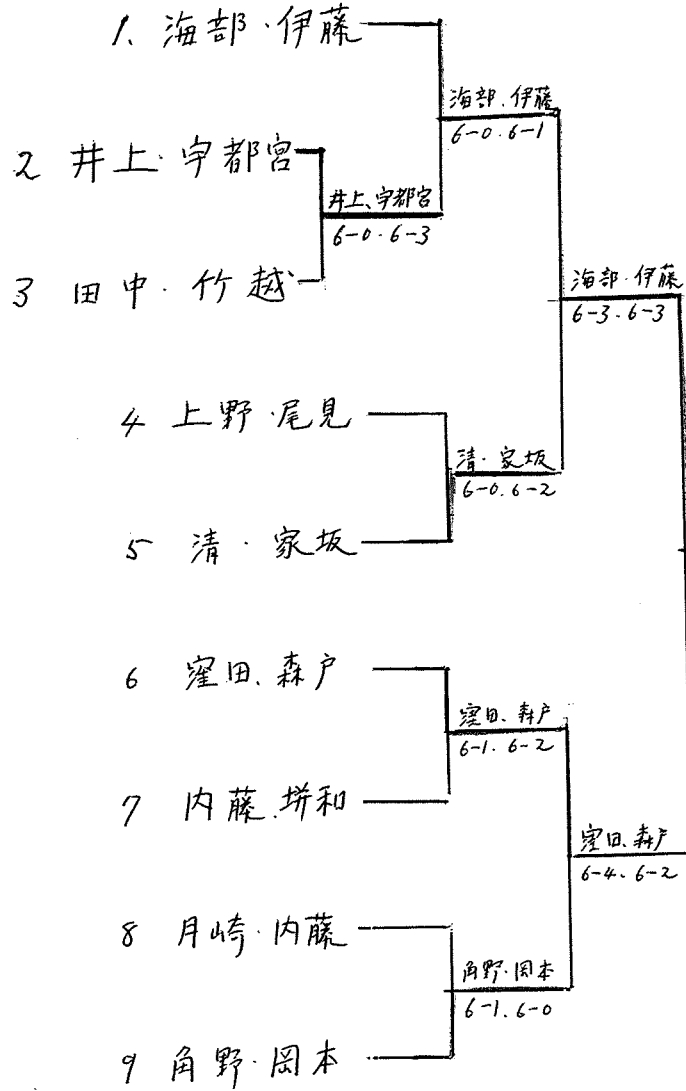 1. 海部・伊藤
海部・伊藤
6-0. 6-1
2 井上・宇都宮
井上、宇都宮
6-0. 6-3
3 田中・竹越
海部・伊藤
6-3. 6-3
4 上野・尾見
清・家坂
6-0. 6-2
5 清・家坂
6 窪田、森戸
窪田、森戸
6-1. 6-2
7 内藤、垪和
窪田、森戸
6-4. 6-2
8 月崎・内藤
角野・岡本
6-1. 6-0
9 角野・岡本